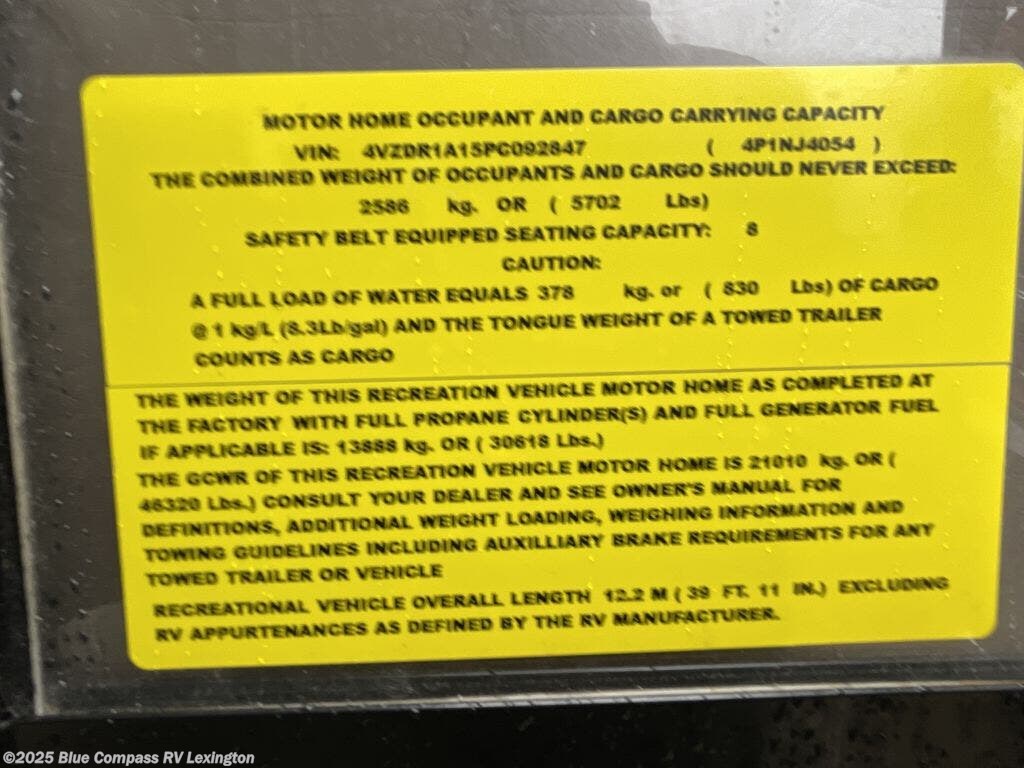 MOTOR HOME OCCUPANT AND CARGO CARRYING CAPACITY
VIN: 4VZDR1A15PC092847 ( 4P1NJ4054 )
THE COMBINED WEIGHT OF OCCUPANTS AND CARGO SHOULD NEVER EXCEED:
2586 kg. OR ( 5702 Lbs)
SAFETY BELT EQUIPPED SEATING CAPACITY: 8
CAUTION:
A FULL LOAD OF WATER EQUALS 378 kg. or ( 830 Lbs) OF CARGO
@ 1 kg/L (8.3Lb/gal) AND THE TONGUE WEIGHT OF A TOWED TRAILER
COUNTS AS CARGO
THE WEIGHT OF THIS RECREATION VEHICLE MOTOR HOME AS COMPLETED AT
THE FACTORY WITH FULL PROPANE CYLINDER(S) AND FULL GENERATOR FUEL
IF APPLICABLE IS: 13888 kg. OR ( 30618 Lbs.)
THE GCWR OF THIS RECREATION VEHICLE MOTOR HOME IS 21010 kg. OR (
46320 Lbs.) CONSULT YOUR DEALER AND SEE OWNER'S MANUAL FOR
DEFINITIONS, ADDITIONAL WEIGHT LOADING, WEIGHING INFORMATION AND
TOWING GUIDELINES INCLUDING AUXILLIARY BRAKE REQUIREMENTS FOR ANY
TOWED TRAILER OR VEHICLE
RECREATIONAL VEHICLE OVERALL LENGTH 12.2 M ( 39 FT. 11 IN.) EXCLUDING
RV APPURTENANCES AS DEFINED BY THE RV MANUFACTURER.
©2025 Blue Compass RV Lexington